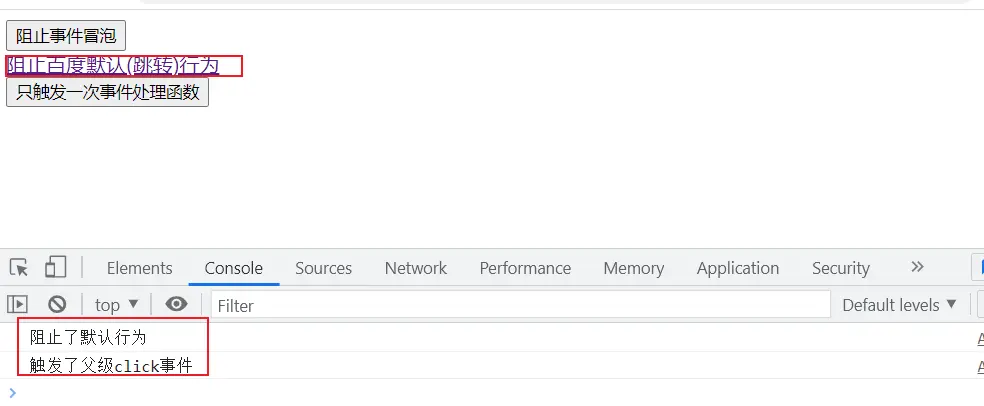 阻止事件冒泡
阻止百度默认(跳转)行为
只触发一次事件处理函数
Elements Console Sources Network Performance Memory Application Security »
top ▼ Filter Default levels ▼
阻止了默认行为
触发了父级click事件